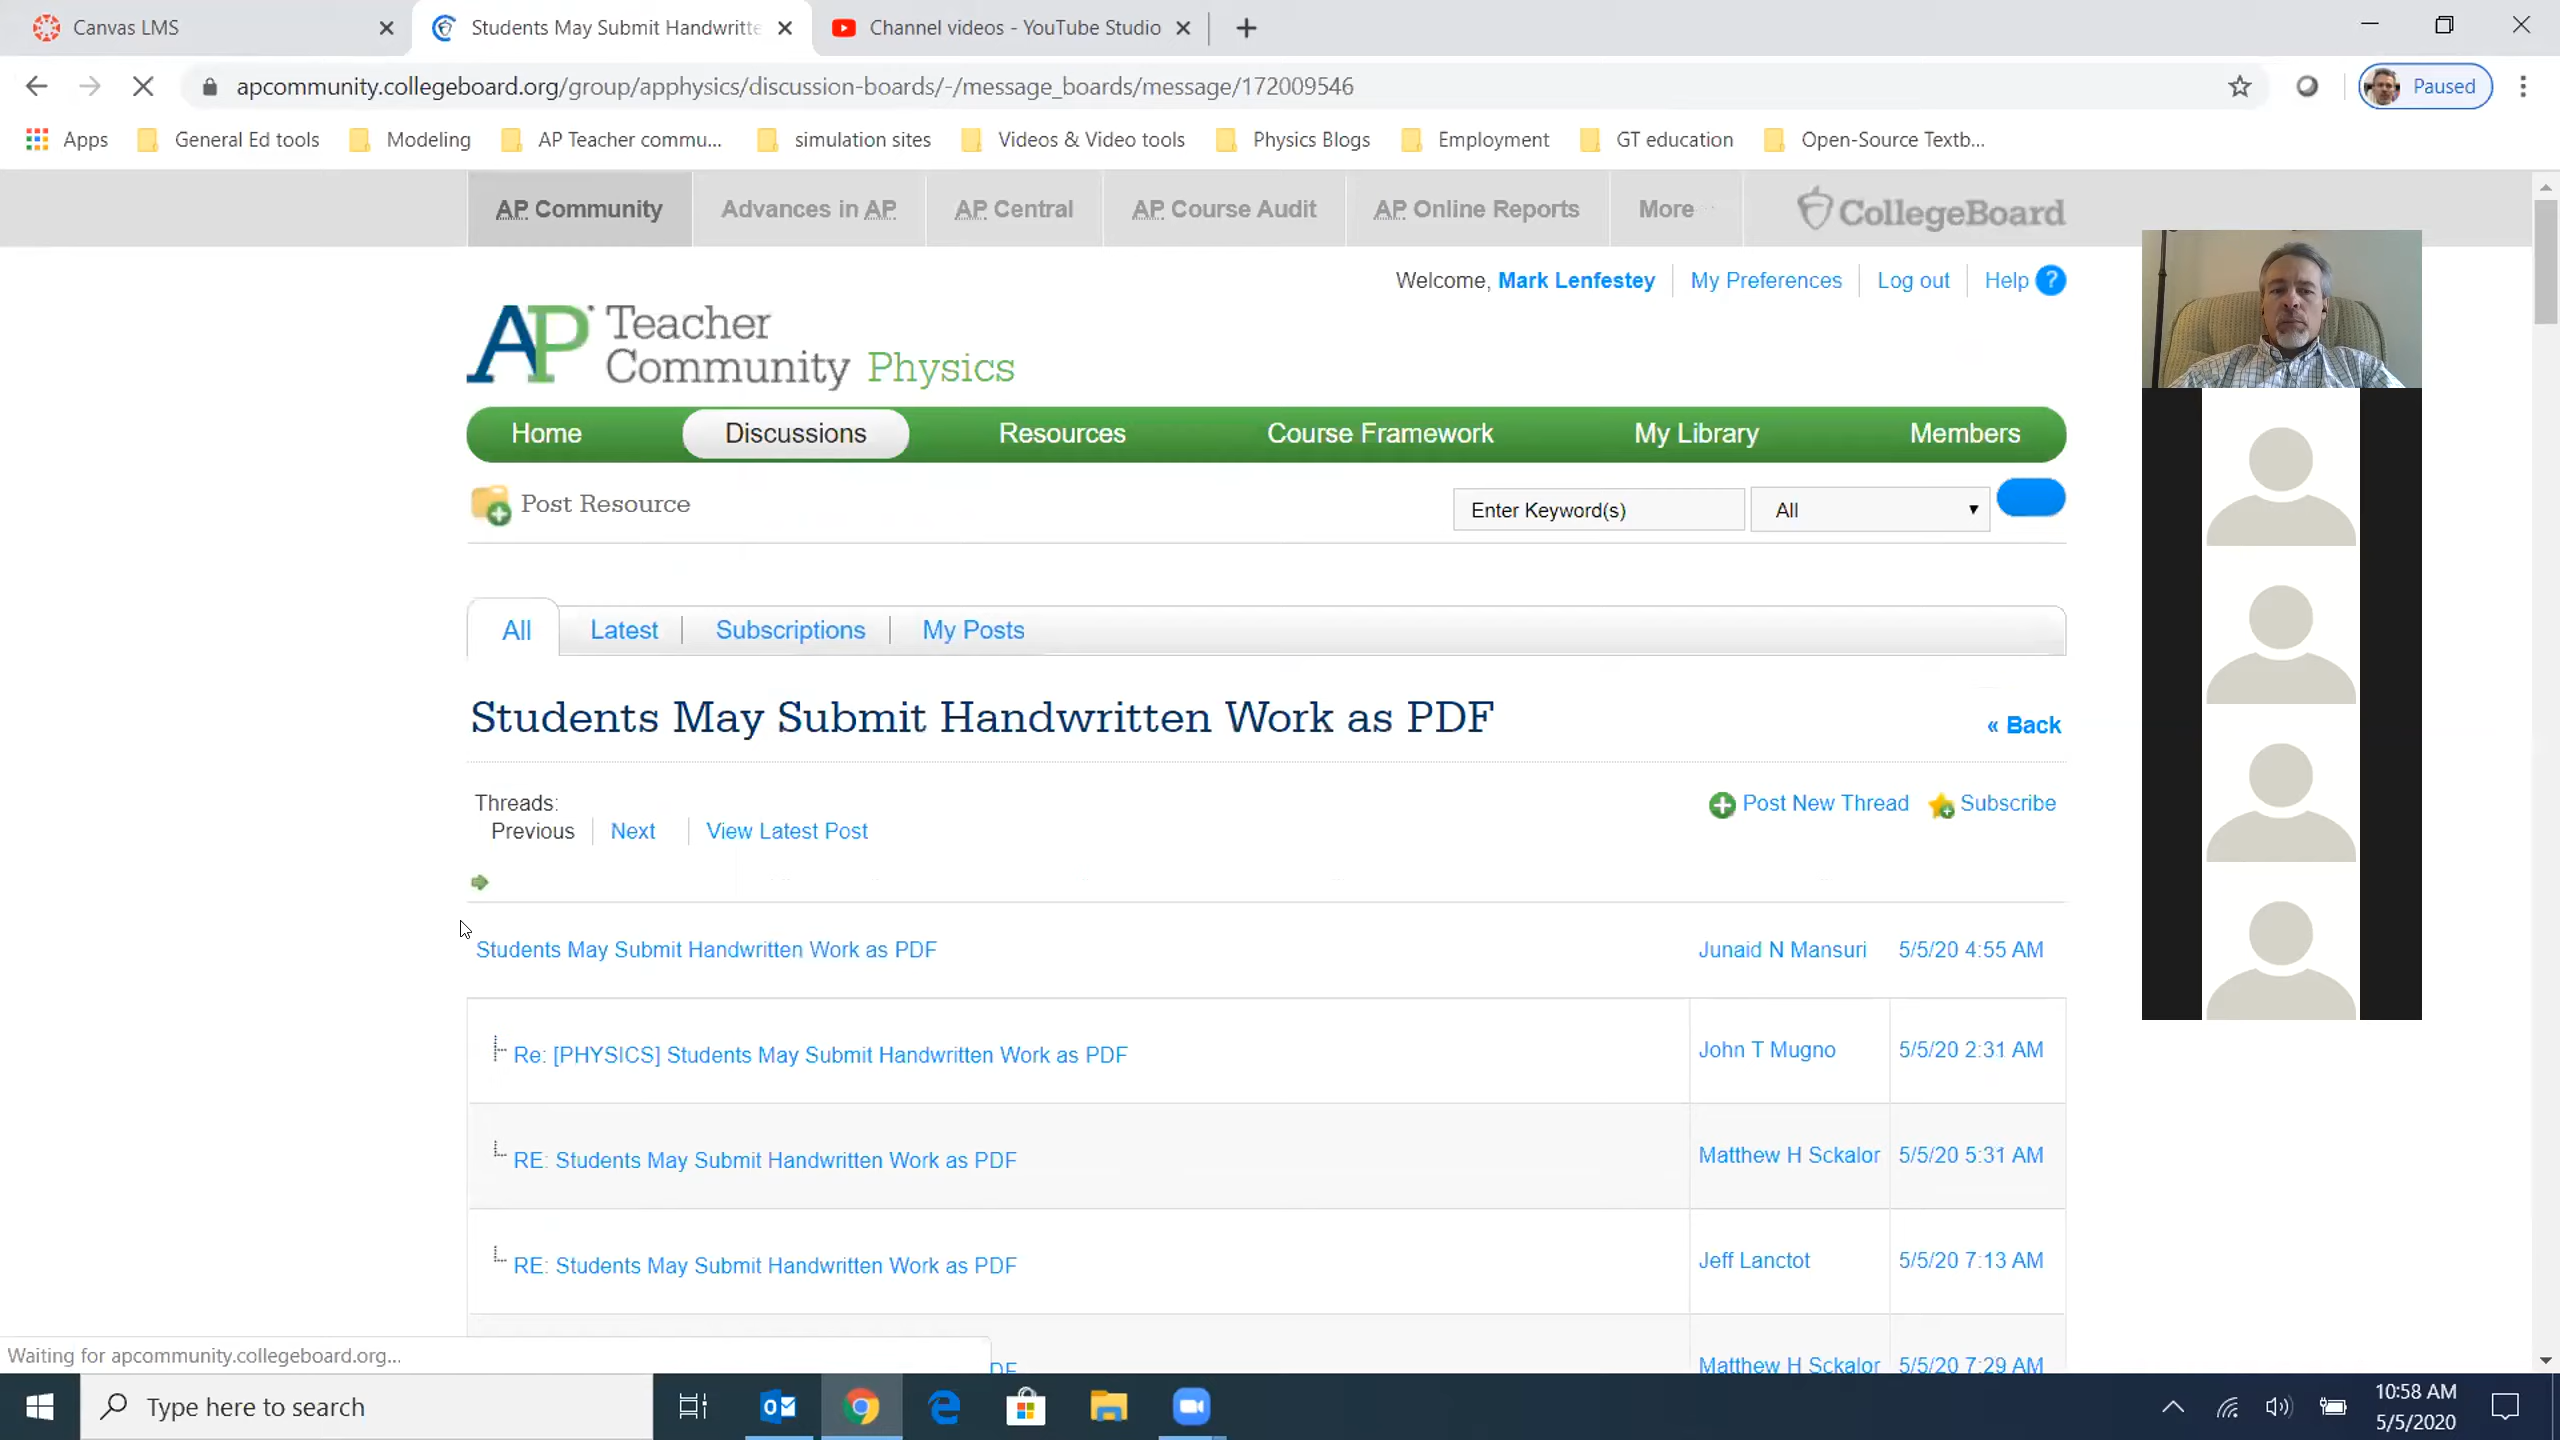 Canvas LMS
Students May Submit Handwritte
Channel videos - YouTube Studio
apcommunity.collegeboard.org/group/apphysics/discussion-boards/-/message_boards/message/172009546
Paused
Apps
General Ed tools
Modeling
AP Teacher commu...
simulation sites
Videos & Video tools
Physics Blogs
Employment
GT education
Open-Source Textb...
AP Community
Advances in AP
AP Central
AP Course Audit
AP Online Reports
More
CollegeBoard
Welcome, Mark Lenfestey
My Preferences
Log out
Help ?
AP Teacher
Community Physics
Home
Discussions
Resources
Course Framework
My Library
Members
Post Resource
Enter Keyword(s)
All
All
Latest
Subscriptions
My Posts
Students May Submit Handwritten Work as PDF
« Back
Threads:
Previous
Next
View Latest Post
Post New Thread
Subscribe
Students May Submit Handwritten Work as PDF
Junaid N Mansuri
5/5/20 4:55 AM
Re: [PHYSICS] Students May Submit Handwritten Work as PDF
John T Mugno
5/5/20 2:31 AM
RE: Students May Submit Handwritten Work as PDF
Matthew H Sckalor
5/5/20 5:31 AM
RE: Students May Submit Handwritten Work as PDF
Jeff Lanctot
5/5/20 7:13 AM
Matthew H Sckalor
5/5/20 7:29 AM
Waiting for apcommunity.collegeboard.org...
Type here to search
10:58 AM
5/5/2020